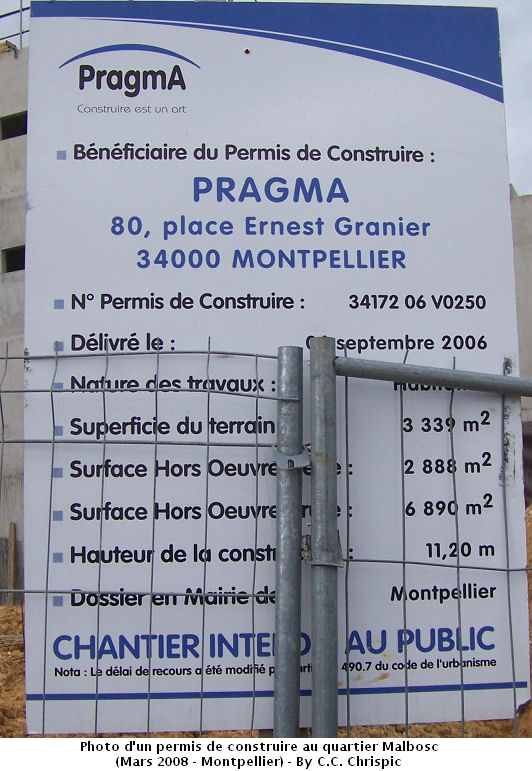 PragmA
Construire est un art
Bénéficiaire du Permis de Construire :
PRAGMA
80, place Ernest Granier
34000 MONTPELLIER
N° Permis de Construire : 34172 06 V0250
Délivré le : septembre 2006
Nature des travaux :
Superficie du terrain 3 339 m²
Surface Hors Oeuvre : 2 888 m²
Surface Hors Oeuvre : 6 890 m²
Hauteur de la : 11,20 m
Dossier en Mairie de Montpellier
CHANTIER AU PUBLIC
Nota : Le délai de recours a été modifié 490.7 du code de l'urbanisme
Photo d'un permis de construire au quartier Malbosc
(Mars 2008 - Montpellier) - By C.C. Chrispic